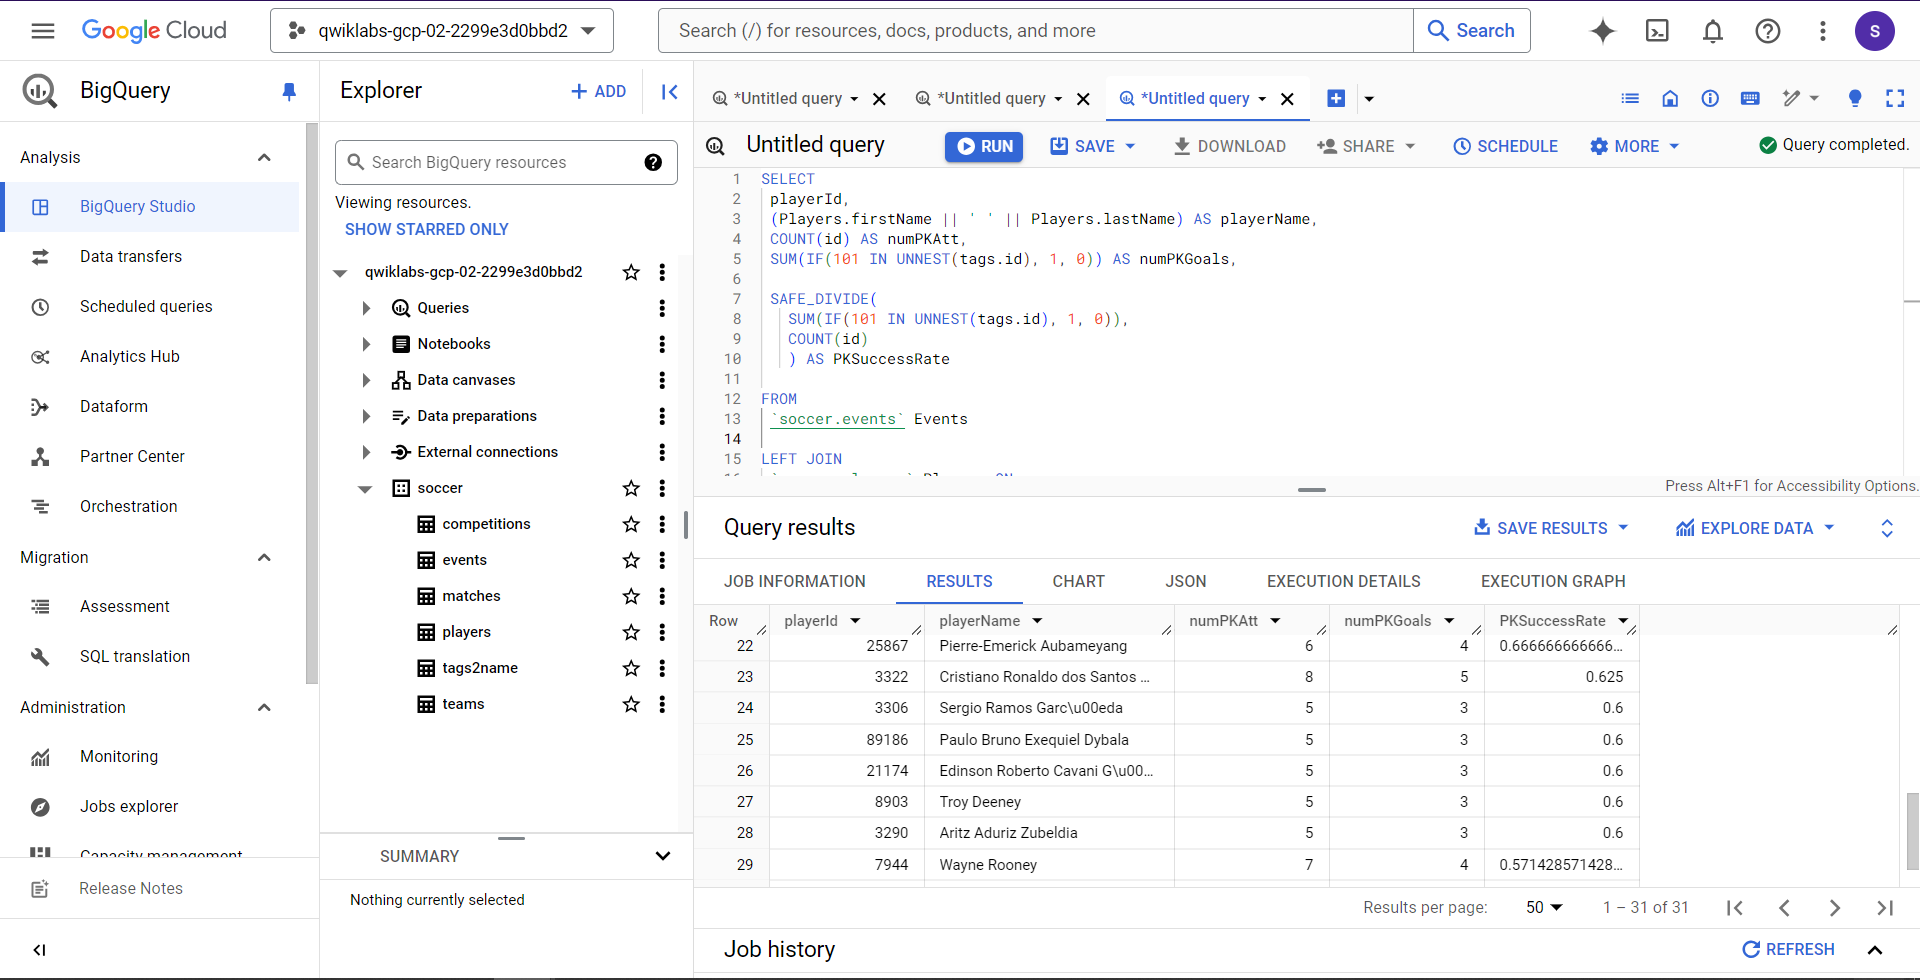 Google Cloud
qwiklabs-gcp-02-2299e3d0bbd2
Search (/) for resources, docs, products, and more
Search
S
BigQuery
Analysis
BigQuery Studio
Data transfers
Scheduled queries
Analytics Hub
Dataform
Partner Center
Orchestration
Migration
Assessment
SQL translation
Administration
Monitoring
Jobs explorer
Capacity management
Release Notes
Explorer
+ ADD
Search BigQuery resources
Viewing resources.
SHOW STARRED ONLY
qwiklabs-gcp-02-2299e3d0bbd2
Queries
Notebooks
Data canvases
Data preparations
External connections
soccer
competitions
events
matches
players
tags2name
teams
SUMMARY
Nothing currently selected
*Untitled query
*Untitled query
*Untitled query
Untitled query
RUN
SAVE
DOWNLOAD
SHARE
SCHEDULE
MORE
Query completed.
1 SELECT
2 playerId,
3 (Players.firstName || ' ' || Players.lastName) AS playerName,
4 COUNT(id) AS numPKAtt,
5 SUM(IF(101 IN UNNEST(tags.id), 1, 0)) AS numPKGoals,
6
7 SAFE_DIVIDE(
8 SUM(IF(101 IN UNNEST(tags.id), 1, 0)),
9 COUNT(id)
10 ) AS PKSuccessRate
11
12 FROM
13 `soccer.events` Events
14
15 LEFT JOIN
Press Alt+F1 for Accessibility Options.
Query results
SAVE RESULTS
EXPLORE DATA
JOB INFORMATION
RESULTS
CHART
JSON
EXECUTION DETAILS
EXECUTION GRAPH
Row playerId playerName numPKAtt numPKGoals PKSuccessRate
22 25867 Pierre-Emerick Aubameyang 6 4 0.666666666666...
23 3322 Cristiano Ronaldo dos Santos ... 8 5 0.625
24 3306 Sergio Ramos Garc\u00eda 5 3 0.6
25 89186 Paulo Bruno Exequiel Dybala 5 3 0.6
26 21174 Edinson Roberto Cavani G\u00... 5 3 0.6
27 8903 Troy Deeney 5 3 0.6
28 3290 Aritz Aduriz Zubeldia 5 3 0.6
29 7944 Wayne Rooney 7 4 0.571428571428...
Results per page: 50 1 – 31 of 31
Job history
REFRESH